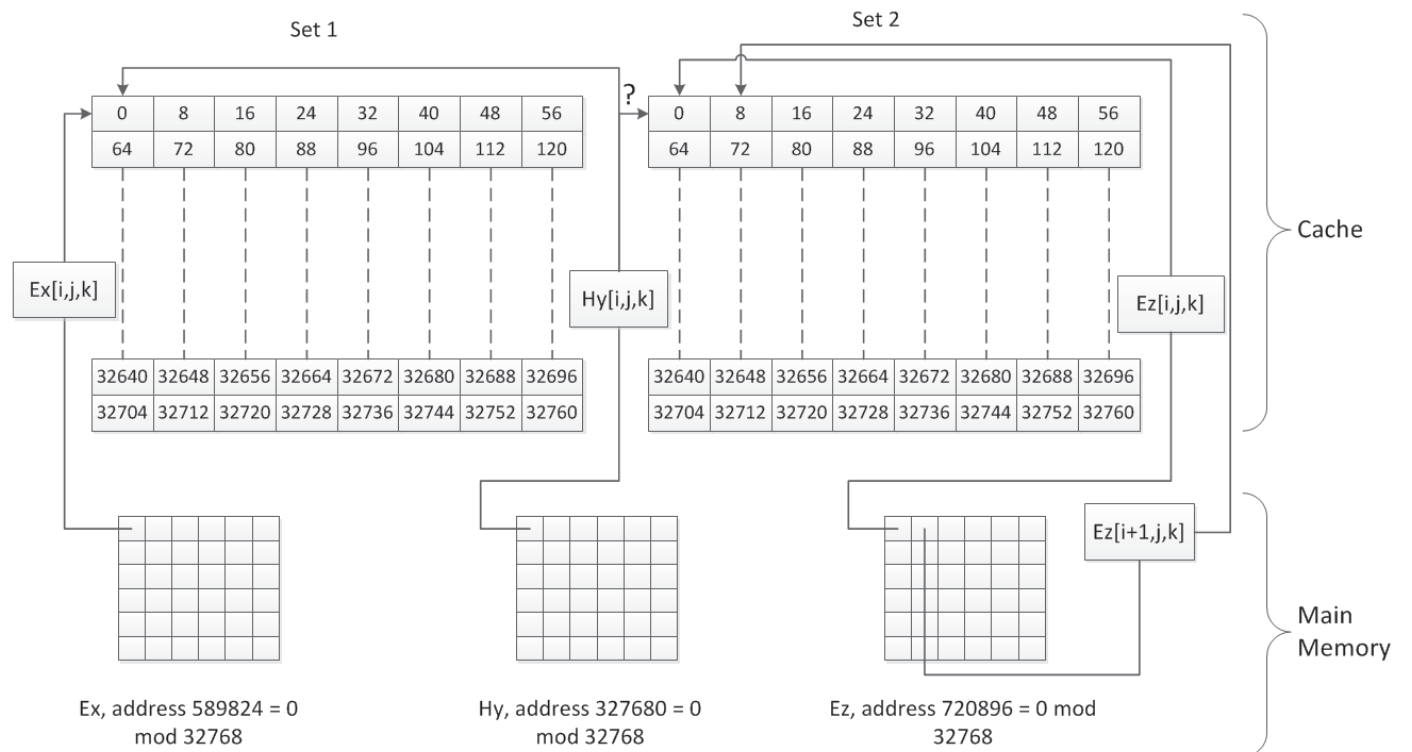 Set 1
Set 2
?
0 8 16 24 32 40 48 56
64 72 80 88 96 104 112 120
0 8 16 24 32 40 48 56
64 72 80 88 96 104 112 120
Cache
Ex[i,j,k]
Hy[i,j,k]
Ez[i,j,k]
32640 32648 32656 32664 32672 32680 32688 32696
32704 32712 32720 32728 32736 32744 32752 32760
32640 32648 32656 32664 32672 32680 32688 32696
32704 32712 32720 32728 32736 32744 32752 32760
Ez[i+1,j,k]
Main
Memory
Ex, address 589824 = 0
mod 32768
Hy, address 327680 = 0
mod 32768
Ez, address 720896 = 0 mod
32768